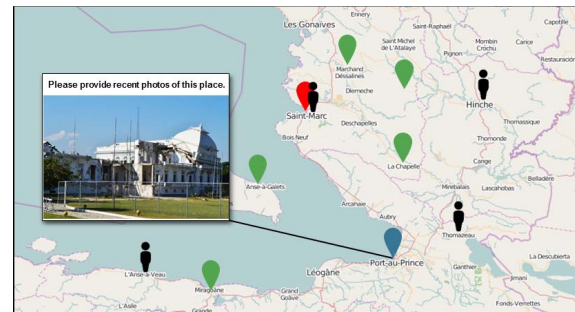 Ennery
Capotille
Les Gonaives
Saint-Raphaël
Saint Michel
de L'Atalaye
Mombin
Crochu
Carice
Pignon
Restauración
Marchand
Dessalines
Please provide recent photos of this place.
Hinche
Saint-Marc
Deschapelles
Thomassique
Bois Neuf
Thomonde
La Chapelle
Cange
Belladère
Anse-à-Galets
Mirebalais
Lascahobas
Arcahaie
Aubry
Thomazeau
La Descubierta
Port-au-Prince
L'Anse-à-Veau
Léogâne
Ganthier
Jimani
Miragoâne
Grand
Goâve
L'Asile
Fonds-Verrettes